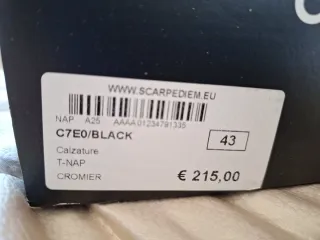 WWW.SCARPEDIEM.EU
NAP A25 AAAA01234791335
C7E0/BLACK 43
Calzature
T-NAP
CROMIER € 215,00